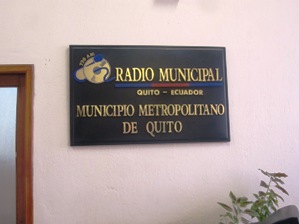 RADIO MUNICIPAL
QUITO - ECUADOR
MUNICIPIO METROPOLITANO
DE QUITO